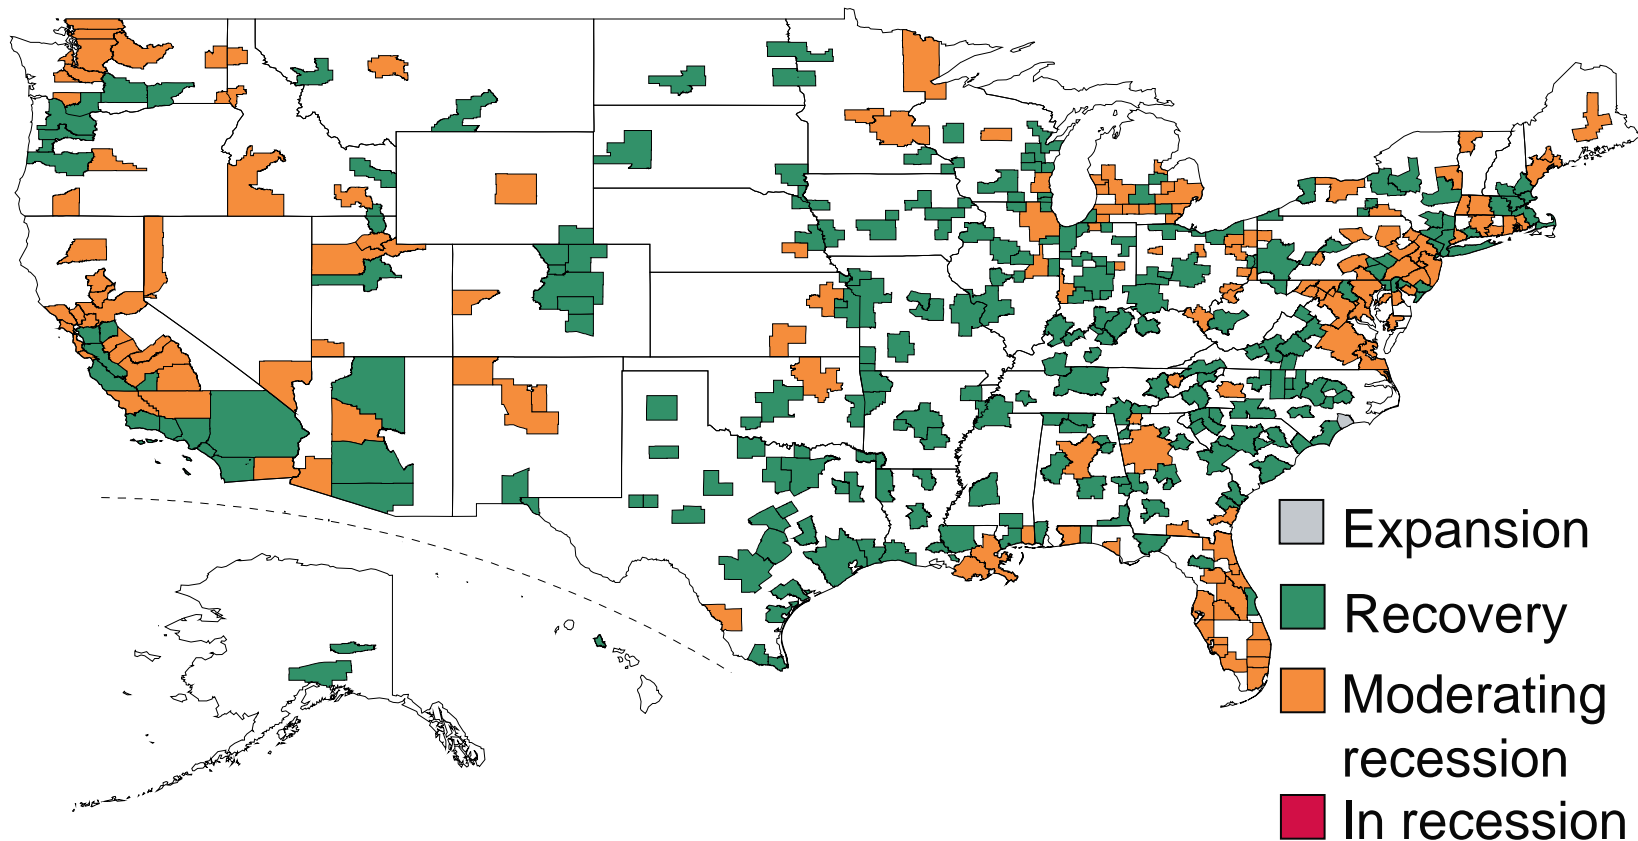 Expansion
Recovery
Moderating
recession
In recession